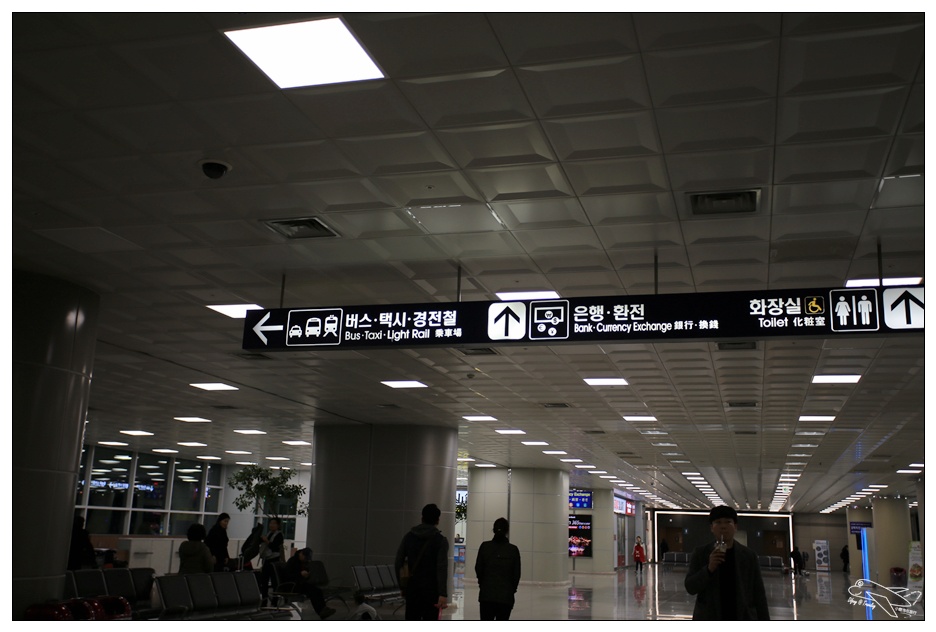 버스·택시·경전철
Bus·Taxi·Light Rail 乘車場
은행·환전
Bank·Currency Exchange 銀行·換錢
화장실
Toilet 化粧室